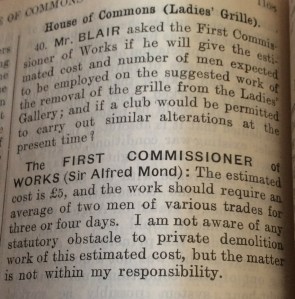 OF COMMONS
House of Commons (Ladies' Grille).
40. Mr. BLAIR asked the First Commis-
sioner of Works if he will give the esti-
mated cost and number of men expected
to be employed on the suggested work of
the removal of the grille from the Ladies'
Gallery; and if a club would be permitted
to carry out similar alterations at the
present time?
The FIRST COMMISSIONER of
WORKS (Sir Alfred Mond): The estimated
cost is £5, and the work should require an
average of two men of various trades for
three or four days. I am not aware of any
statutory obstacle to private demolition
work of this estimated cost, but the matter
is not within my responsibility.